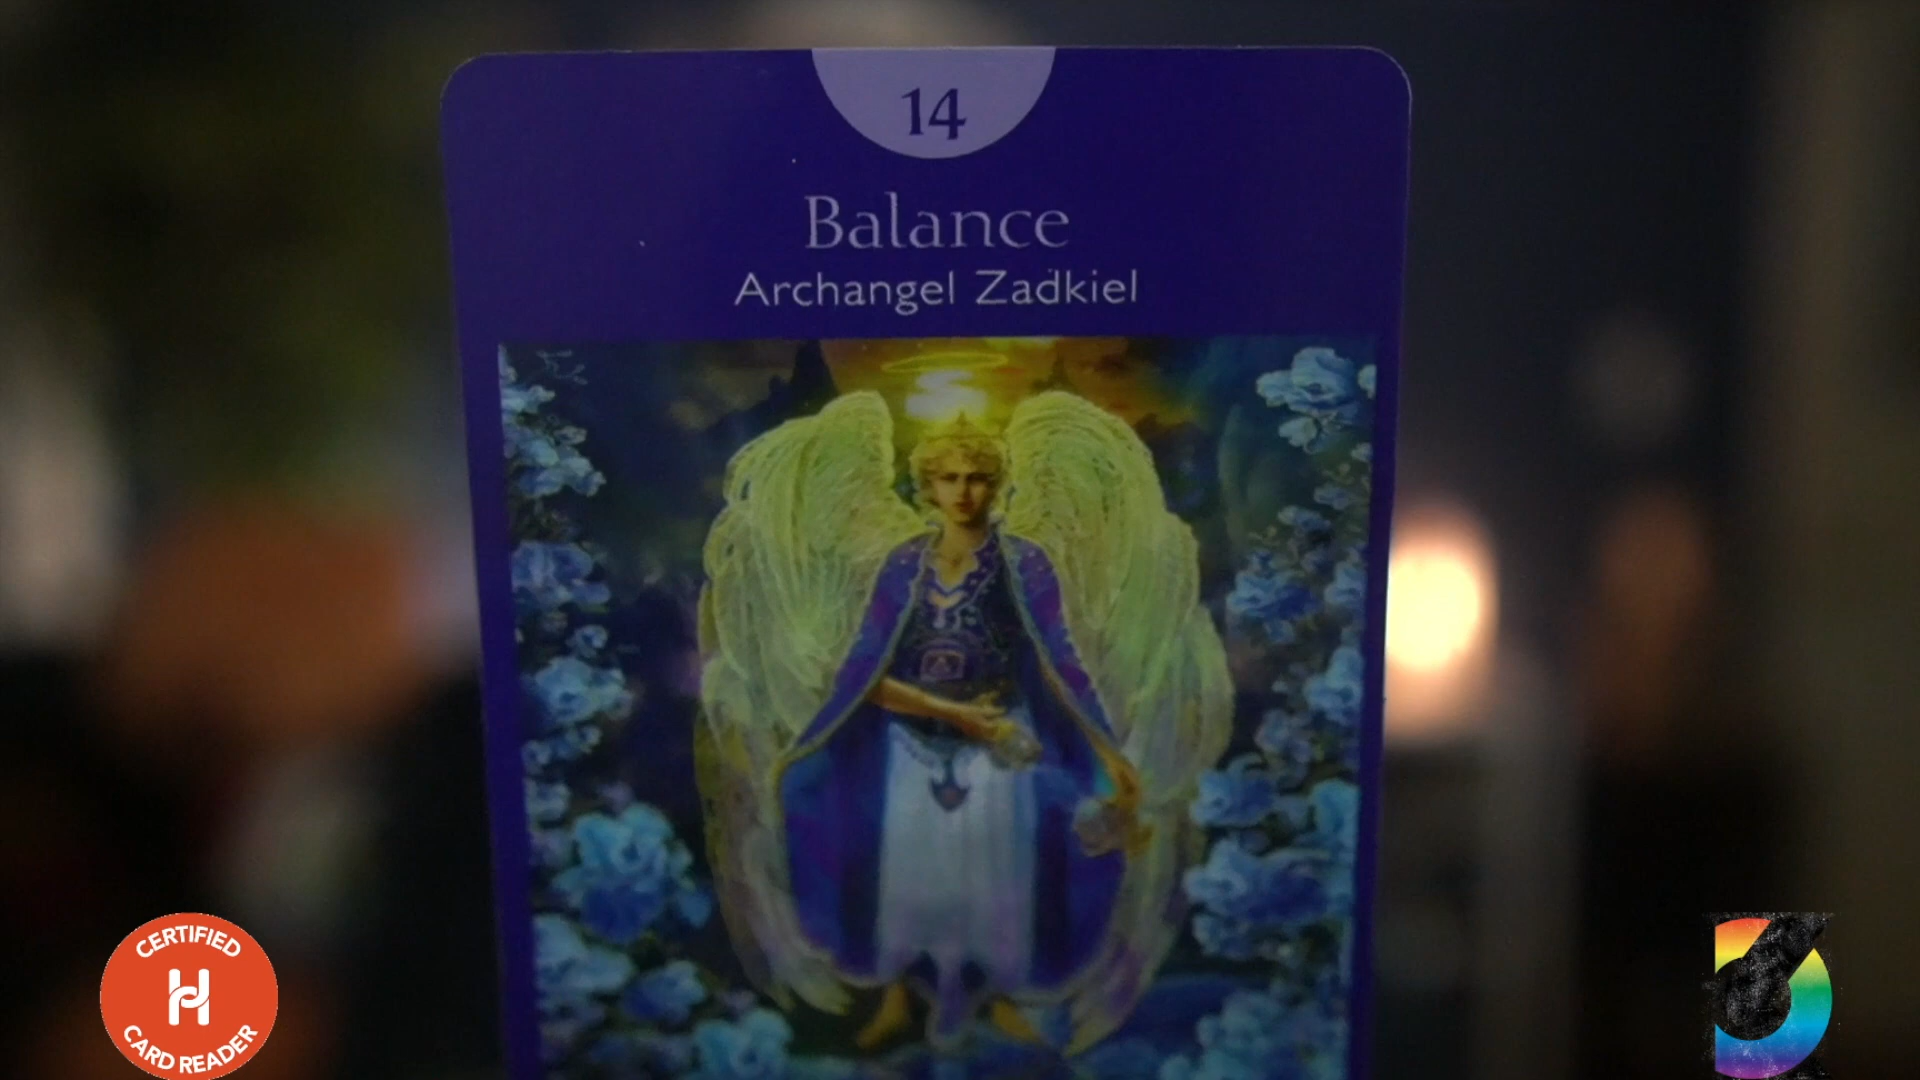 14
Balance
Archangel Zadkiel
CERTIFIED
H
CARD READER